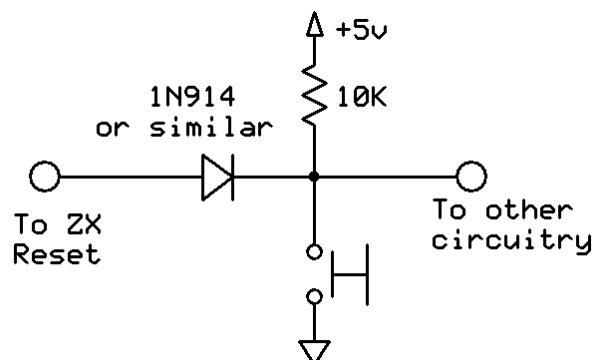 +5v
1N914
or similar
10K
To ZX
Reset
To other
circuitry